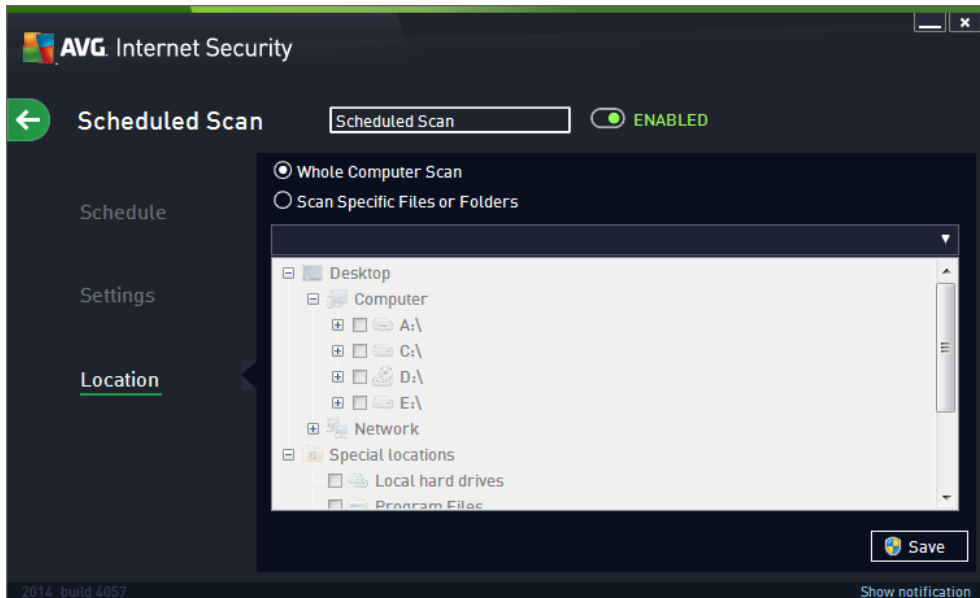 AVG. Internet Security
Scheduled Scan
Scheduled Scan
ENABLED
Schedule
Settings
Location
Whole Computer Scan
Scan Specific Files or Folders
Desktop
Computer
A:\
C:\
D:\
E:\
Network
Special locations
Local hard drives
Program Files
Save
2014 build 4057
Show notification